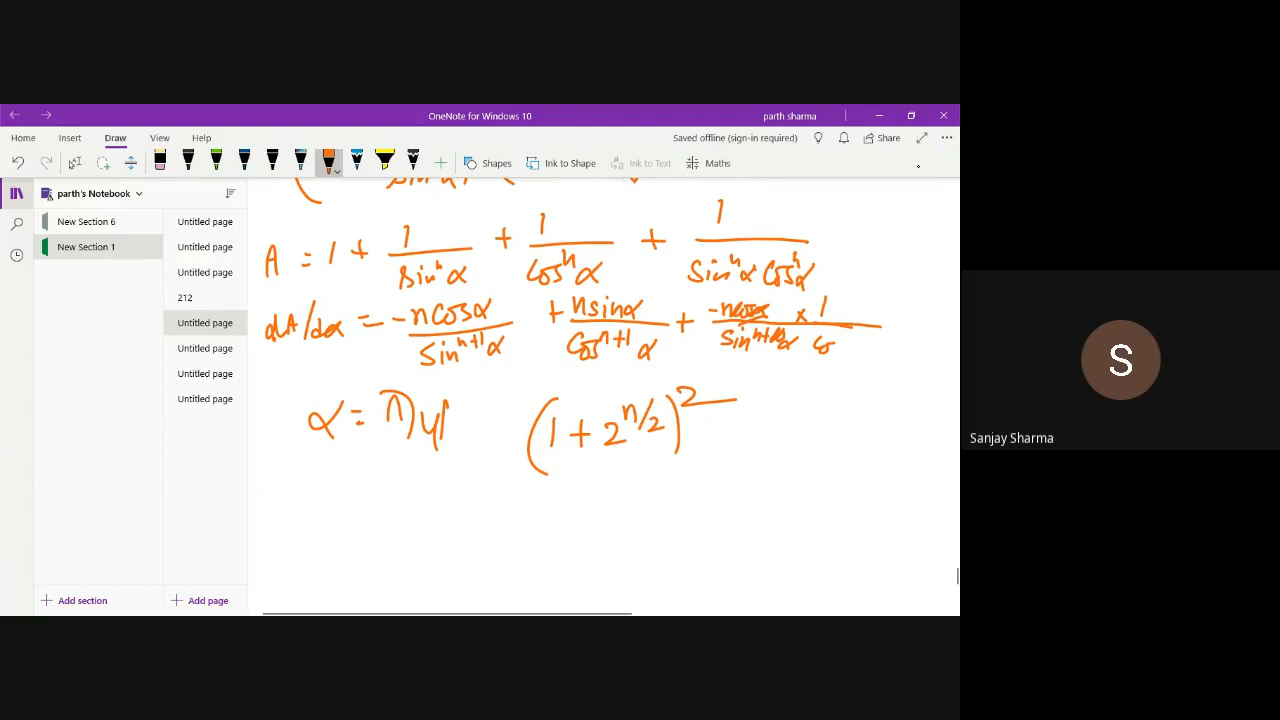 OneNote for Windows 10
parth sharma
Home Insert Draw View Help
Saved offline (sign-in required) Share
Shapes Ink to Shape Ink to Text Maths
parth's Notebook
New Section 6
New Section 1
Untitled page
Untitled page
Untitled page
212
Untitled page
Untitled page
Untitled page
Untitled page
A = 1 + 1/sinⁿα + 1/cosⁿα + 1/sinⁿα cosⁿα
dA/dα = -n cosα/sinⁿ⁺¹α + n sinα/cosⁿ⁺¹α +
α = π/4 (1 + 2^(n/2))²
Add section
Add page
S
Sanjay Sharma